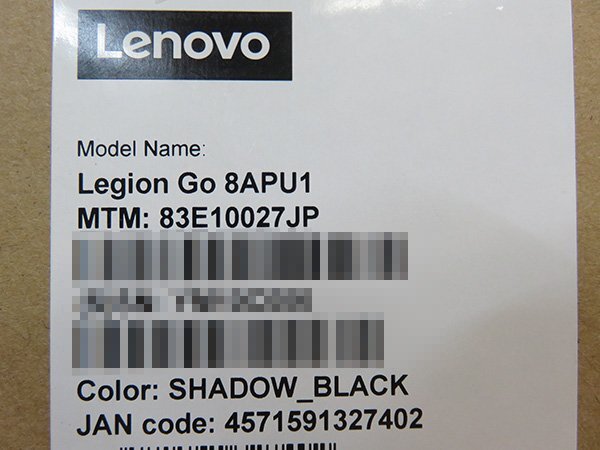 Lenovo
Model Name:
Legion Go 8APU1
MTM: 83E10027JP
Color: SHADOW_BLACK
JAN code: 4571591327402